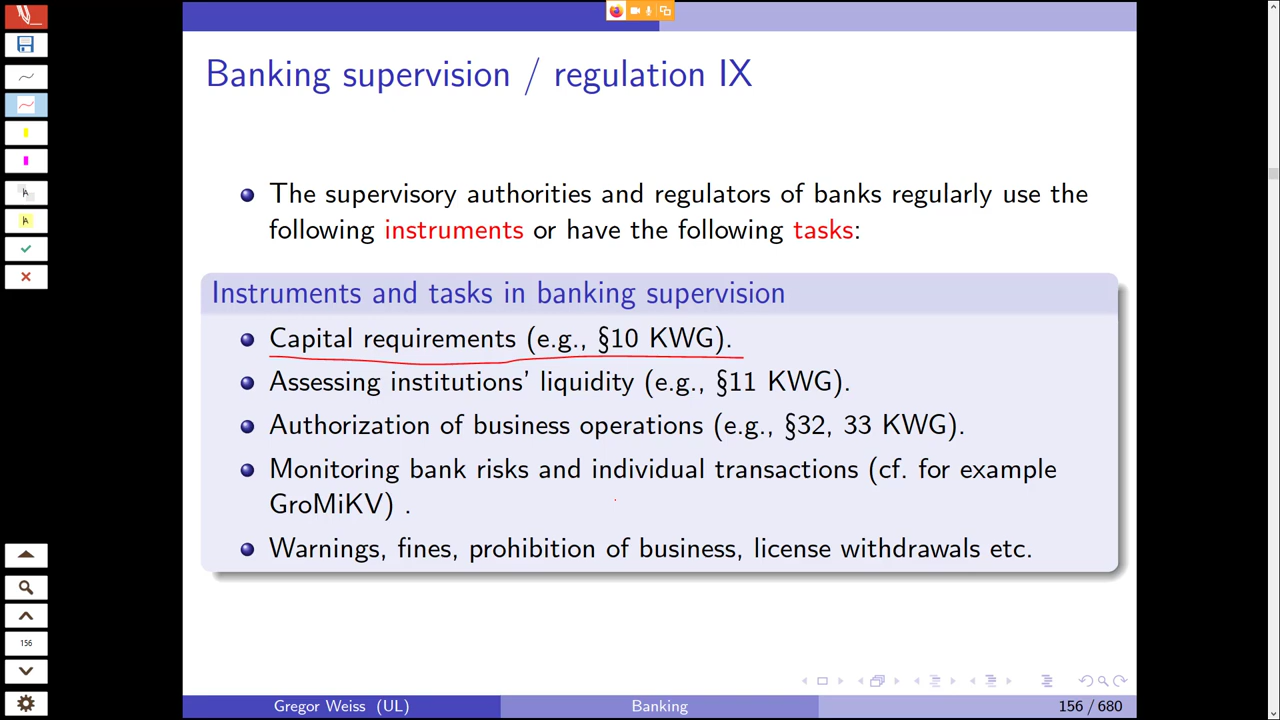 Banking supervision / regulation IX
The supervisory authorities and regulators of banks regularly use the
following instruments or have the following tasks:
Instruments and tasks in banking supervision
Capital requirements (e.g., §10 KWG).
Assessing institutions' liquidity (e.g., §11 KWG).
Authorization of business operations (e.g., §32, 33 KWG).
Monitoring bank risks and individual transactions (cf. for example
GroMiKV) .
Warnings, fines, prohibition of business, license withdrawals etc.
156
Gregor Weiss (UL) Banking 156 / 680